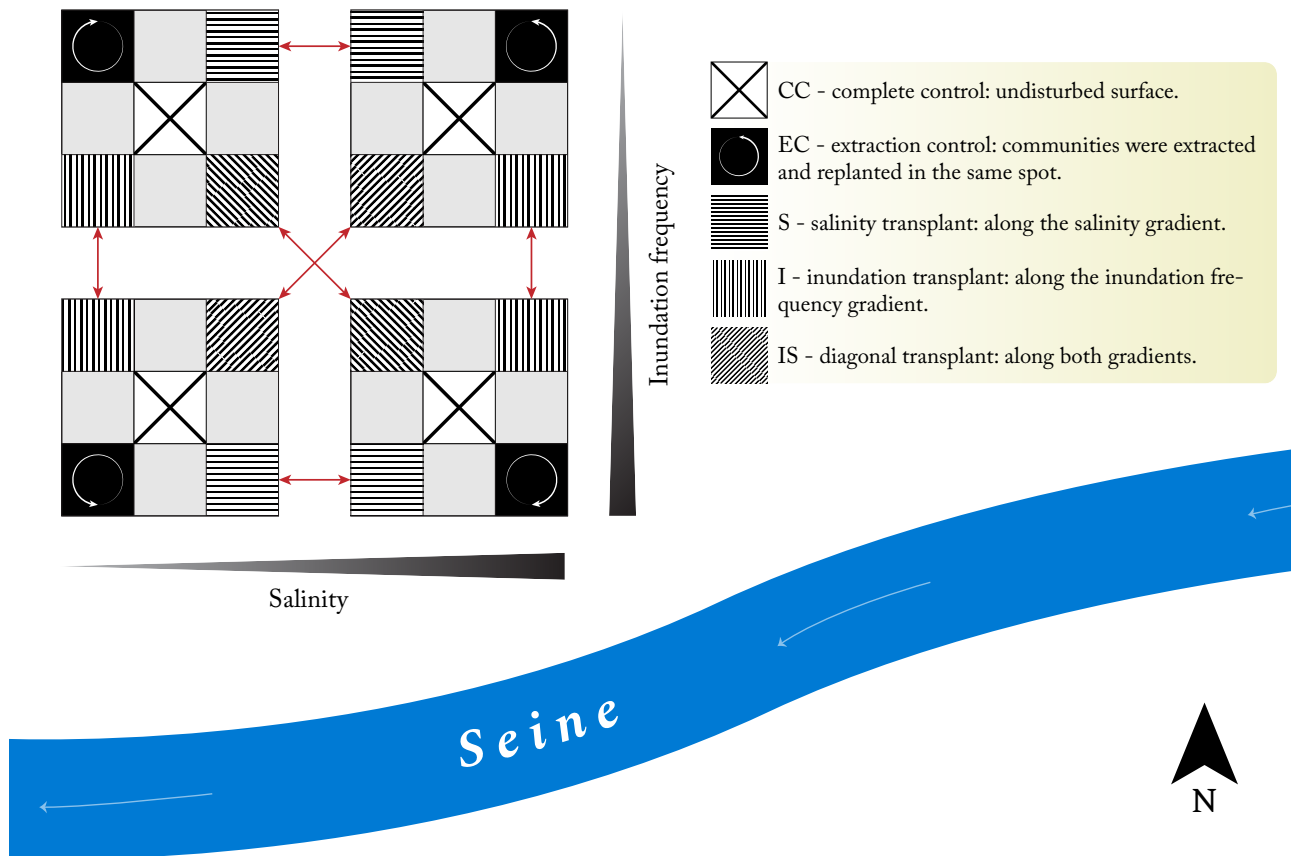 CC - complete control: undisturbed surface.
EC - extraction control: communities were extracted
and replanted in the same spot.
S - salinity transplant: along the salinity gradient.
I - inundation transplant: along the inundation fre-
quency gradient.
IS - diagonal transplant: along both gradients.
Inundation frequency
Salinity
Seine
N